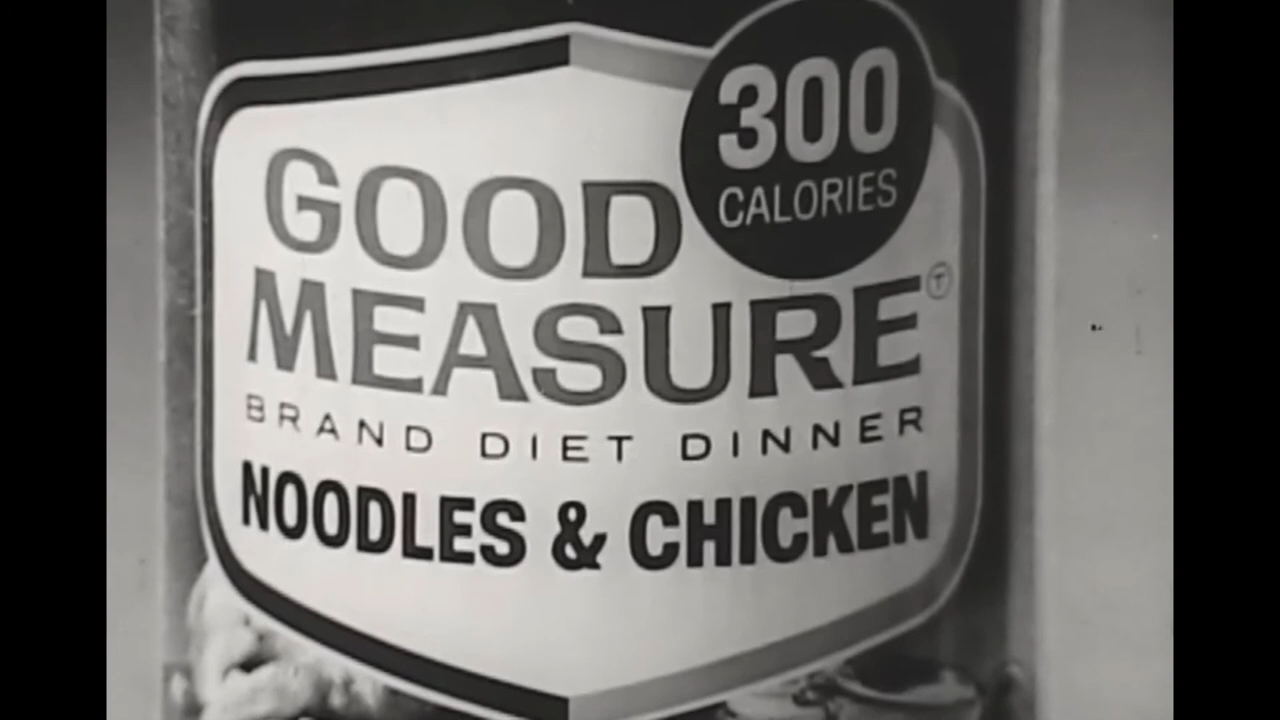 300
CALORIES
GOOD
MEASURE Ⓣ
BRAND DIET DINNER
NOODLES & CHICKEN